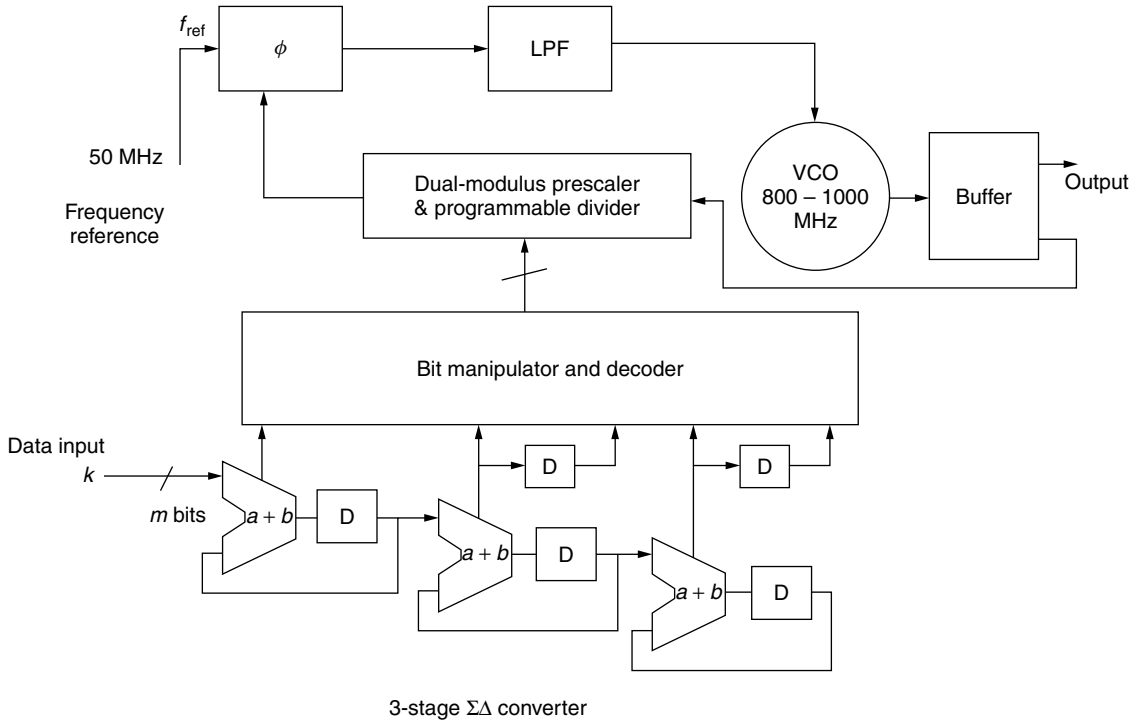 f_ref
ϕ
LPF
50 MHz
Frequency
reference
Dual-modulus prescaler
& programmable divider
VCO
800 – 1000
MHz
Buffer
Output
Bit manipulator and decoder
Data input
k
m bits
D
D
a + b
D
a + b
D
a + b
D
3-stage ΣΔ converter